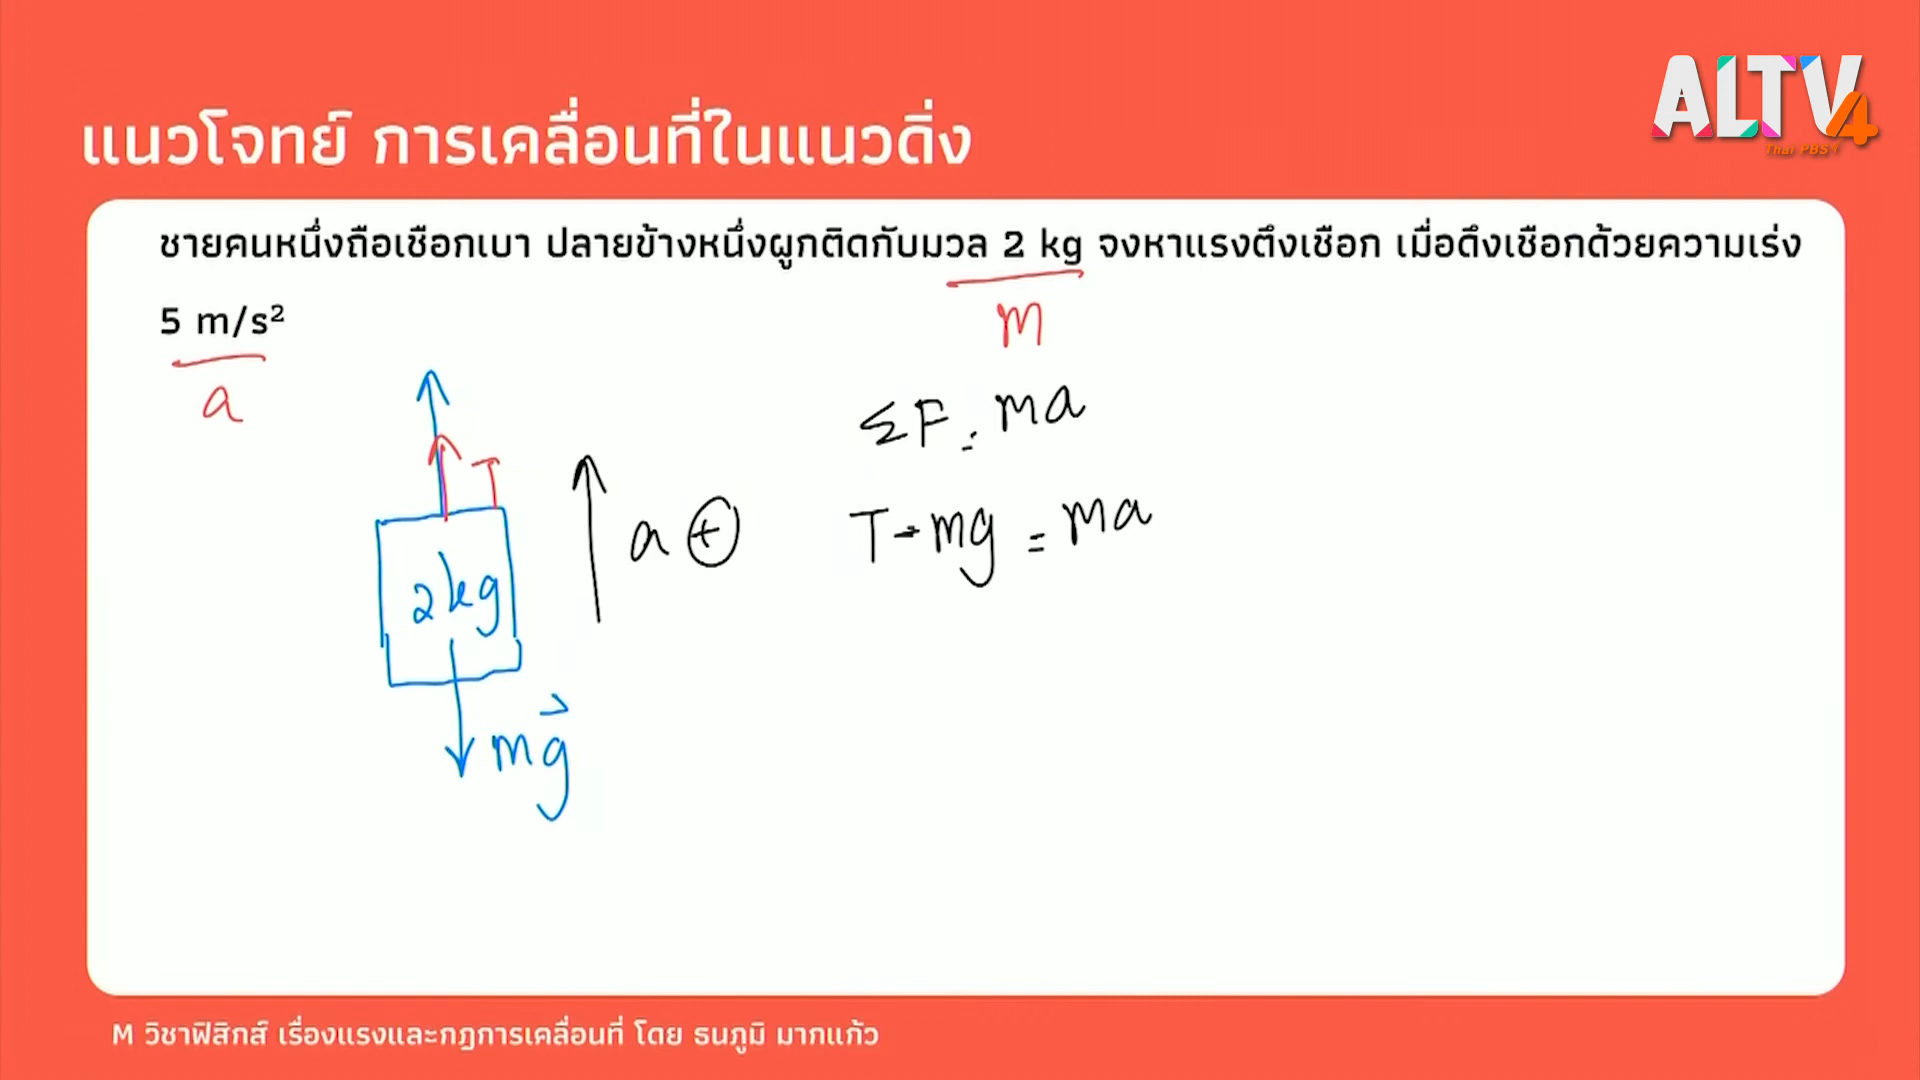 ALTV4
Thai PBS
แนวโจทย์ การเคลื่อนที่ในแนวดิ่ง
ชายคนหนึ่งถือเชือกเบา ปลายข้างหนึ่งผูกติดกับมวล 2 kg จงหาแรงตึงเชือก เมื่อดึงเชือกด้วยความเร่ง
5 m/s²
m
a
ΣF = ma
T
a ⊕
T - mg = ma
2kg
mg⃗
M วิชาฟิสิกส์ เรื่องแรงและกฎการเคลื่อนที่ โดย ธนภูมิ มากแก้ว